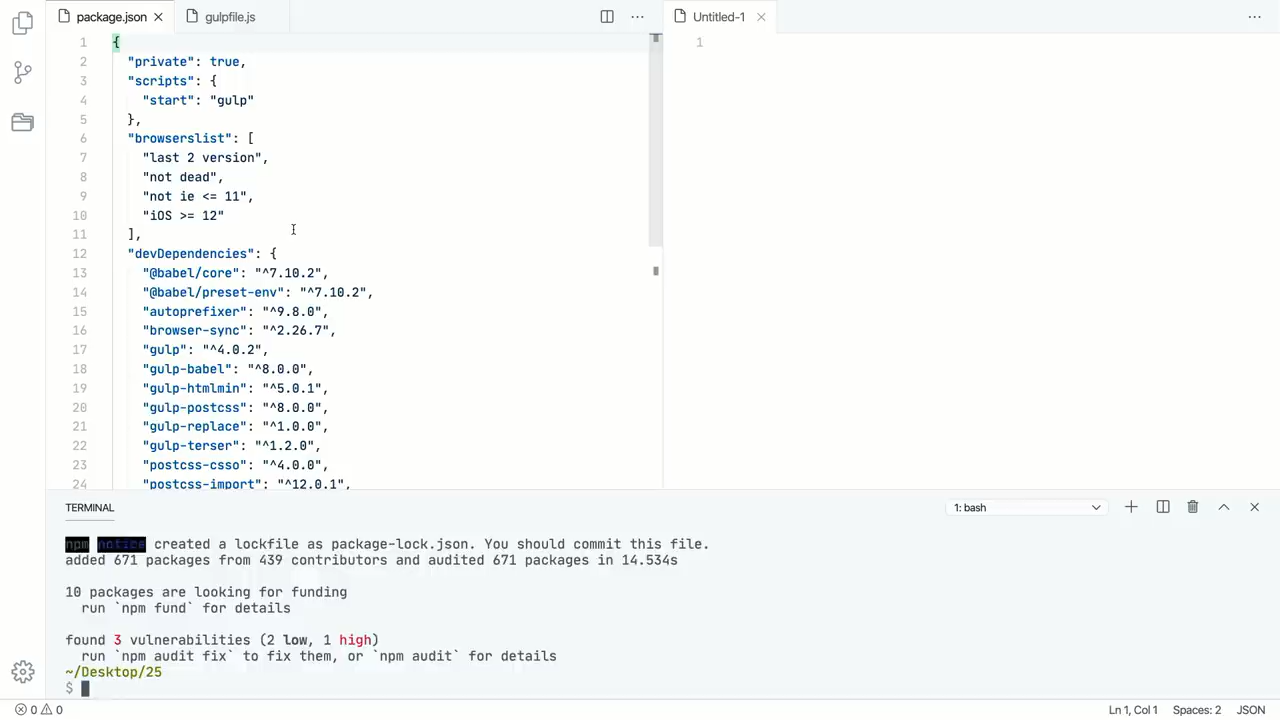 package.json
gulpfile.js
Untitled-1
1 {
2 "private": true,
3 "scripts": {
4 "start": "gulp"
5 },
6 "browserslist": [
7 "last 2 version",
8 "not dead",
9 "not ie <= 11",
10 "iOS >= 12"
11 ],
12 "devDependencies": {
13 "@babel/core": "^7.10.2",
14 "@babel/preset-env": "^7.10.2",
15 "autoprefixer": "^9.8.0",
16 "browser-sync": "^2.26.7",
17 "gulp": "^4.0.2",
18 "gulp-babel": "^8.0.0",
19 "gulp-htmlmin": "^5.0.1",
20 "gulp-postcss": "^8.0.0",
21 "gulp-replace": "^1.0.0",
22 "gulp-terser": "^1.2.0",
23 "postcss-csso": "^4.0.0",
24 "postcss-import": "^12.0.1",
1
TERMINAL
1: bash
npm notice created a lockfile as package-lock.json. You should commit this file.
added 671 packages from 439 contributors and audited 671 packages in 14.534s
10 packages are looking for funding
run `npm fund` for details
found 3 vulnerabilities (2 low, 1 high)
run `npm audit fix` to fix them, or `npm audit` for details
~/Desktop/25
$
0 0
Ln 1, Col 1
Spaces: 2
JSON